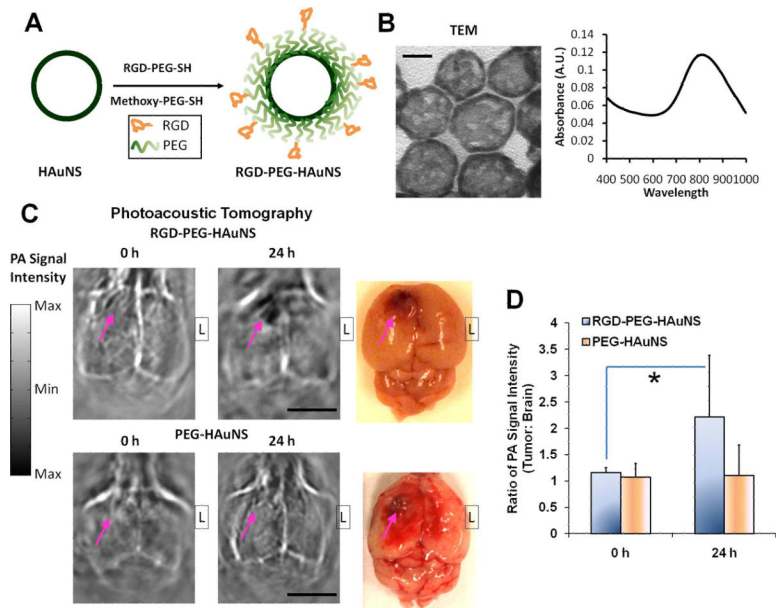 A
RGD-PEG-SH
Methoxy-PEG-SH
RGD
PEG
HAuNS
RGD-PEG-HAuNS
B
TEM
Absorbance (A.U.)
0.14
0.12
0.1
0.08
0.06
0.04
0.02
0
400 500 600 700 800 900 1000
Wavelength
C
Photoacoustic Tomography
RGD-PEG-HAuNS
PA Signal
Intensity
Max
Min
Max
0 h
24 h
L
L
L
PEG-HAuNS
0 h
24 h
L
L
L
D
RGD-PEG-HAuNS
PEG-HAuNS
Ratio of PA Signal Intensity
(Tumor: Brain)
4
3.5
3
2.5
2
1.5
1
0.5
0
*
0 h
24 h